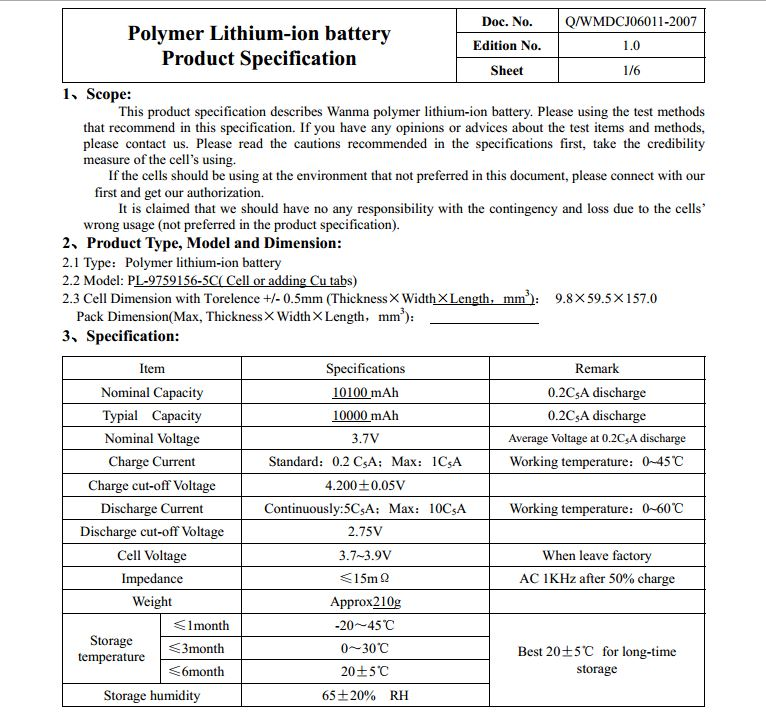 Polymer Lithium-ion battery
Product Specification
Doc. No. Q/WMDCJ06011-2007
Edition No. 1.0
Sheet 1/6
1、Scope:
This product specification describes Wanma polymer lithium-ion battery. Please using the test methods
that recommend in this specification. If you have any opinions or advices about the test items and methods,
please contact us. Please read the cautions recommended in the specifications first, take the credibility
measure of the cell's using.
If the cells should be using at the environment that not preferred in this document, please connect with our
first and get our authorization.
It is claimed that we should have no any responsibility with the contingency and loss due to the cells'
wrong usage (not preferred in the product specification).
2、Product Type, Model and Dimension:
2.1 Type：Polymer lithium-ion battery
2.2 Model: PL-9759156-5C( Cell or adding Cu tabs)
2.3 Cell Dimension with Torelence +/- 0.5mm (Thickness×Width×Length，mm³)： 9.8×59.5×157.0
Pack Dimension(Max, Thickness×Width×Length，mm³)：
3、Specification:
Item Specifications Remark
Nominal Capacity 10100 mAh 0.2C₅A discharge
Typial Capacity 10000 mAh 0.2C₅A discharge
Nominal Voltage 3.7V Average Voltage at 0.2C₅A discharge
Charge Current Standard：0.2 C₅A；Max：1C₅A Working temperature：0~45℃
Charge cut-off Voltage 4.200±0.05V
Discharge Current Continuously:5C₅A；Max：10C₅A Working temperature：0~60℃
Discharge cut-off Voltage 2.75V
Cell Voltage 3.7~3.9V When leave factory
Impedance ≤15mΩ AC 1KHz after 50% charge
Weight Approx210g
Storage temperature ≤1month -20～45℃ Best 20±5℃ for long-time storage
≤3month 0～30℃
≤6month 20±5℃
Storage humidity 65±20% RH